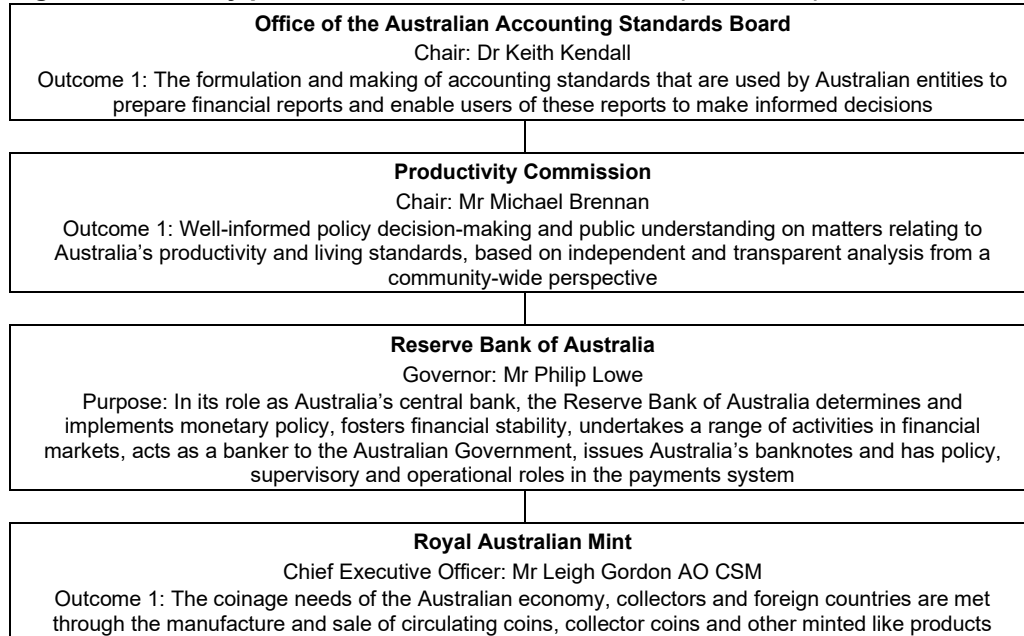 Office of the Australian Accounting Standards Board
Chair: Dr Keith Kendall
Outcome 1: The formulation and making of accounting standards that are used by Australian entities to
prepare financial reports and enable users of these reports to make informed decisions
Productivity Commission
Chair: Mr Michael Brennan
Outcome 1: Well-informed policy decision-making and public understanding on matters relating to
Australia’s productivity and living standards, based on independent and transparent analysis from a
community-wide perspective
Reserve Bank of Australia
Governor: Mr Philip Lowe
Purpose: In its role as Australia’s central bank, the Reserve Bank of Australia determines and
implements monetary policy, fosters financial stability, undertakes a range of activities in financial
markets, acts as a banker to the Australian Government, issues Australia’s banknotes and has policy,
supervisory and operational roles in the payments system
Royal Australian Mint
Chief Executive Officer: Mr Leigh Gordon AO CSM
Outcome 1: The coinage needs of the Australian economy, collectors and foreign countries are met
through the manufacture and sale of circulating coins, collector coins and other minted like products